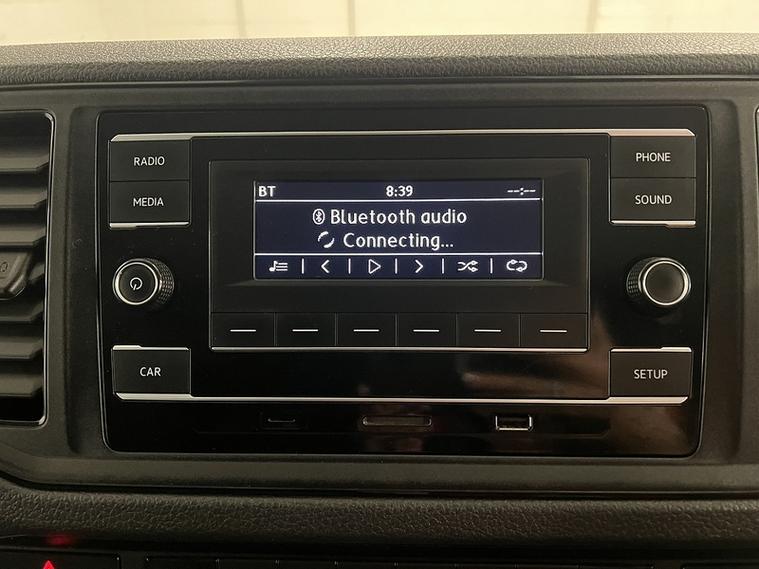 RADIO
MEDIA
CAR
BT 8:39 --:--
Bluetooth audio
Connecting...
PHONE
SOUND
SETUP